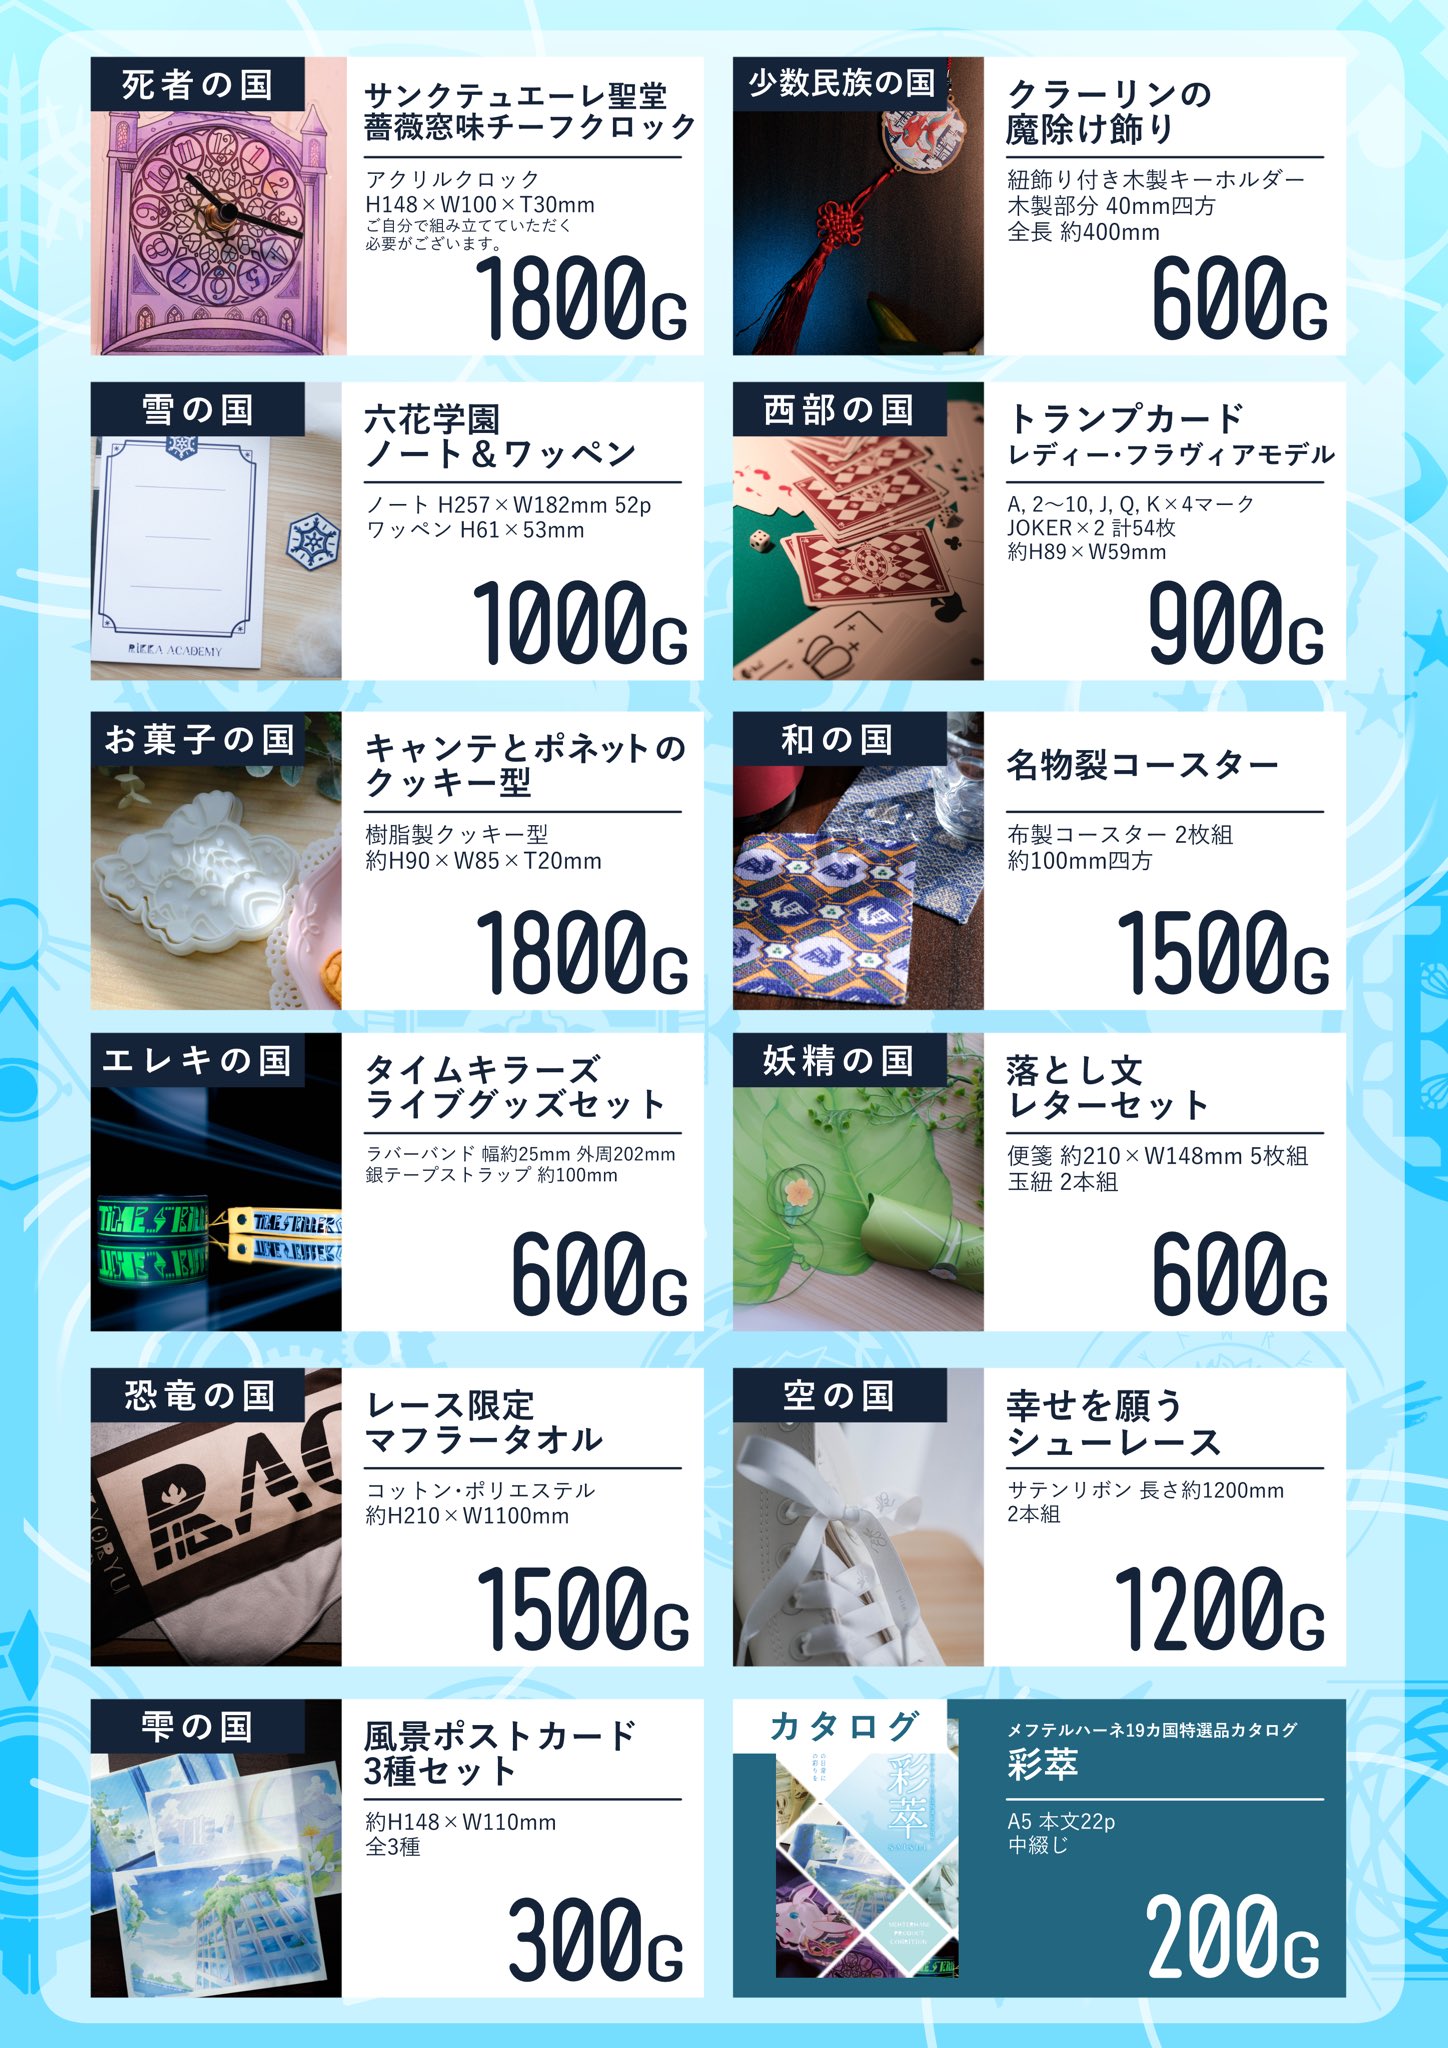 死者の国
サンクテュエーレ聖堂
薔薇窓味チーフクロック
アクリルクロック
H148×W100×T30mm
ご自分で組み立てていただく
必要がございます。
1800G
少数民族の国
クラーリンの
魔除け飾り
紐飾り付き木製キーホルダー
木製部分 40mm四方
全長 約400mm
600G
雪の国
RIKKA ACADEMY
六花学園
ノート＆ワッペン
ノート H257×W182mm 52p
ワッペン H61×53mm
1000G
西部の国
トランプカード
レディー・フラヴィアモデル
A, 2〜10, J, Q, K×4マーク
JOKER×2 計54枚
約H89×W59mm
900G
お菓子の国
キャンテとポネットの
クッキー型
樹脂製クッキー型
約H90×W85×T20mm
1800G
和の国
名物裂コースター
布製コースター 2枚組
約100mm四方
1500G
エレキの国
タイムキラーズ
ライブグッズセット
ラバーバンド 幅約25mm 外周202mm
銀テープストラップ 約100mm
600G
妖精の国
落とし文
レターセット
便箋 約210×W148mm 5枚組
玉紐 2本組
600G
恐竜の国
レース限定
マフラータオル
コットン・ポリエステル
約H210×W1100mm
1500G
空の国
幸せを願う
シューレース
サテンリボン 長さ約1200mm
2本組
1200G
雫の国
風景ポストカード
3種セット
約H148×W110mm
全3種
300G
カタログ
彩萃
メフテルハーネ19カ国特選品カタログ
彩萃
A5 本文22p
中綴じ
200G